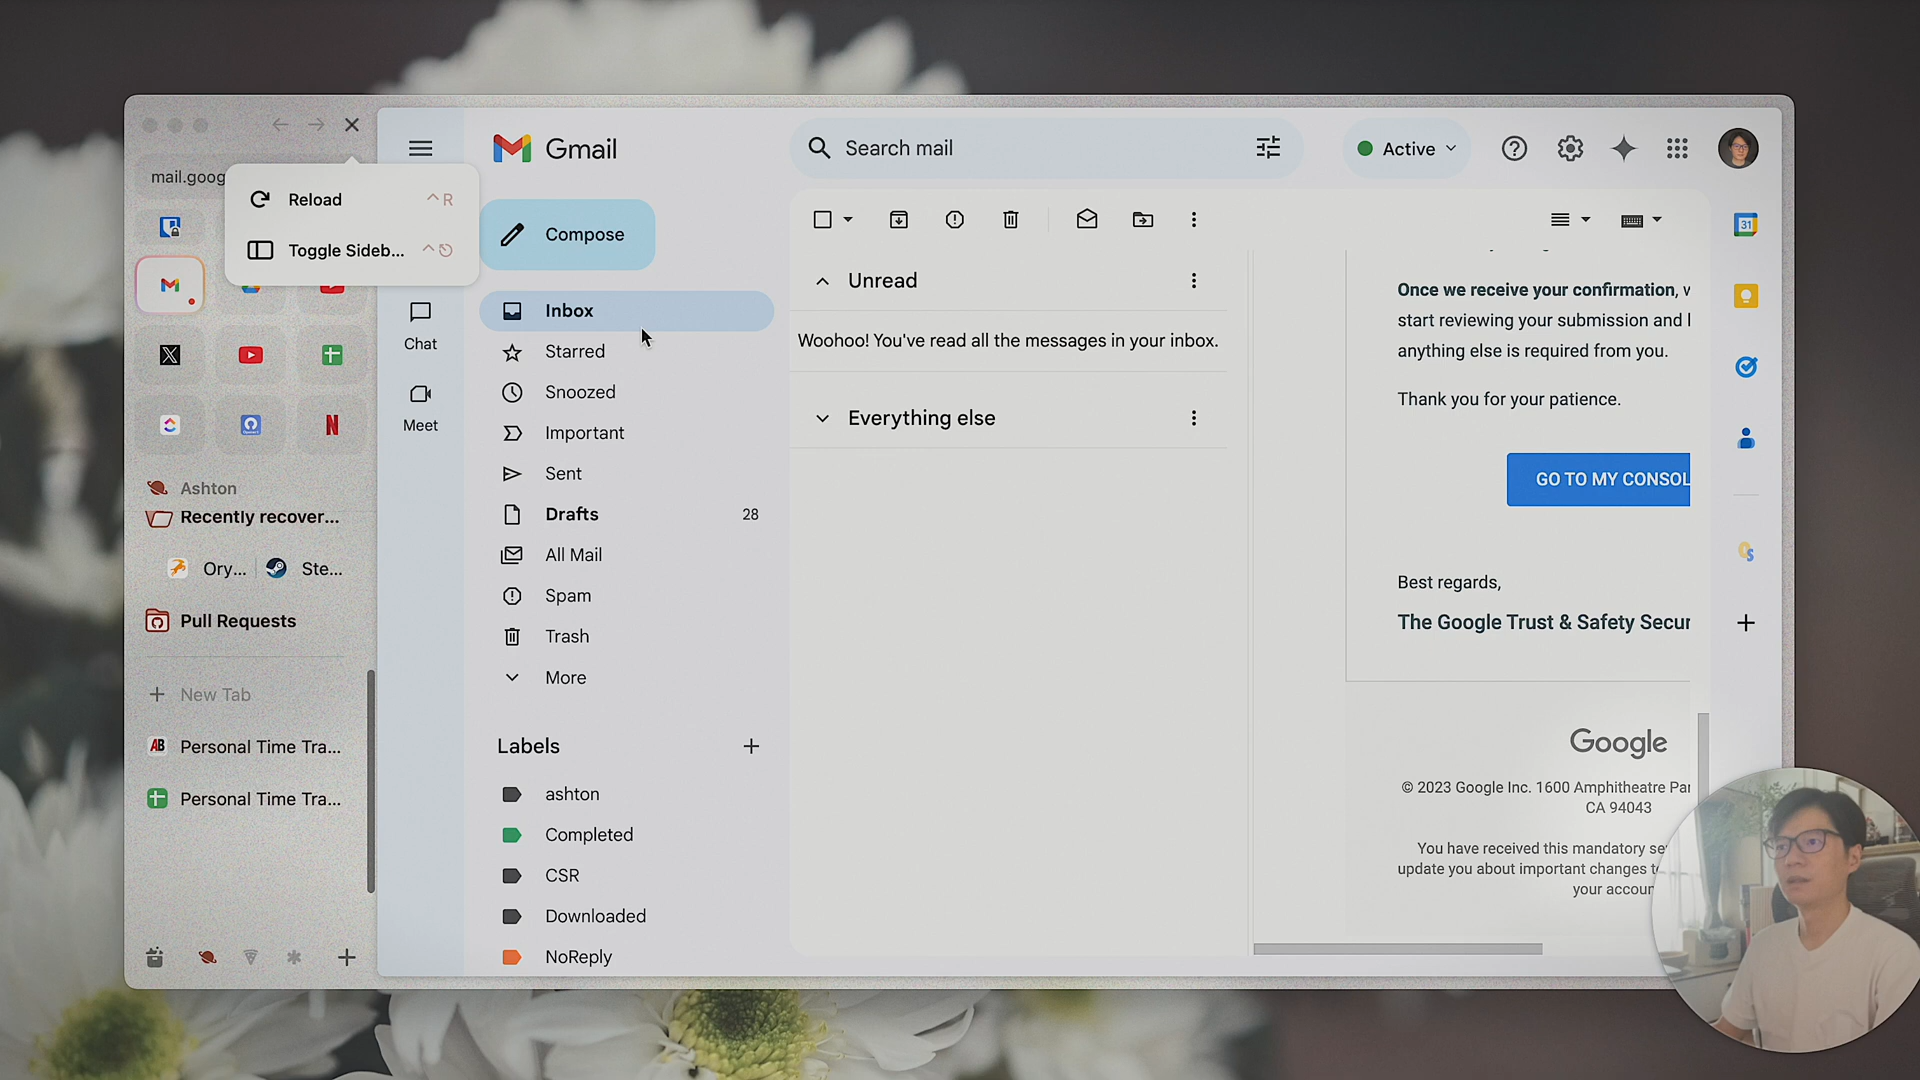 mail.goog
Reload ^R
Toggle Sideb... ^
Ashton
Recently recover...
Ory... Ste...
Pull Requests
New Tab
AB Personal Time Tra...
Personal Time Tra...
Gmail
Search mail
Active
Compose
Chat
Meet
Inbox
Starred
Snoozed
Important
Sent
Drafts 28
All Mail
Spam
Trash
More
Labels
ashton
Completed
CSR
Downloaded
NoReply
Unread
Woohoo! You've read all the messages in your inbox.
Everything else
Once we receive your confirmation, w
start reviewing your submission and
anything else is required from you.
Thank you for your patience.
GO TO MY CONSOL
Best regards,
The Google Trust & Safety Secur
Google
© 2023 Google Inc. 1600 Amphitheatre Par
CA 94043
You have received this mandatory se
update you about important changes t
your accoun
31